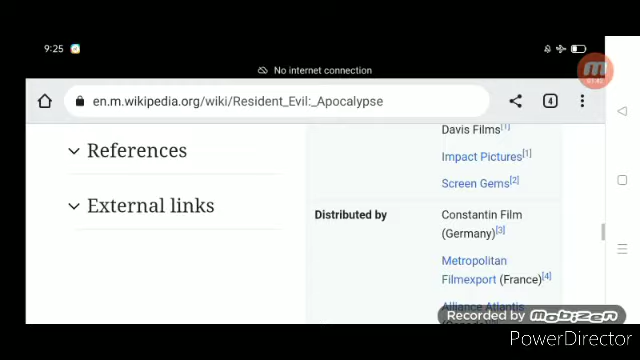 9:25
No internet connection
en.m.wikipedia.org/wiki/Resident_Evil:_Apocalypse
4
References
External links
Davis Films[1]
Impact Pictures[1]
Screen Gems[2]
Distributed by
Constantin Film
(Germany)[3]
Metropolitan
Filmexport (France)[4]
Alliance Atlantis
Recorded by mobizen
PowerDirector